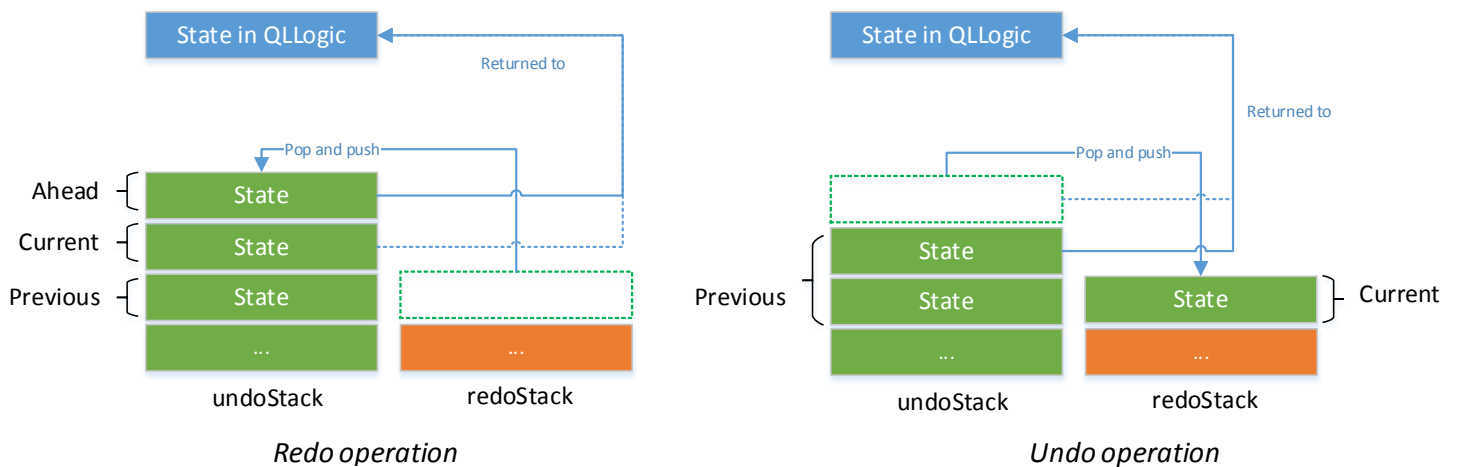 State in QLLogic
Returned to
Pop and push
Ahead
State
Current
State
Previous
State
...
...
undoStack
redoStack
Redo operation
State in QLLogic
Returned to
Pop and push
State
Previous
State
State
Current
...
...
undoStack
redoStack
Undo operation